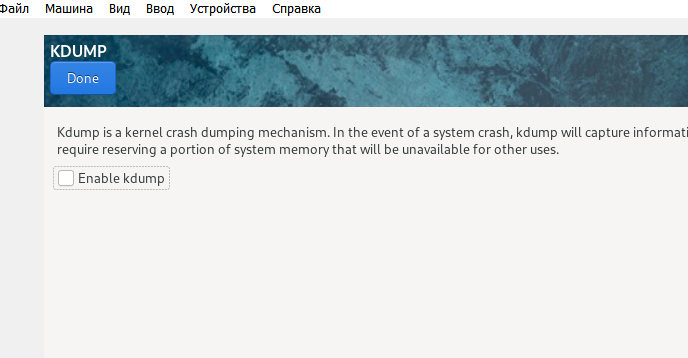 Файл Машина Вид Ввод Устройства Справка
KDUMP
Done
Kdump is a kernel crash dumping mechanism. In the event of a system crash, kdump will capture
require reserving a portion of system memory that will be unavailable for other uses.
Enable kdump